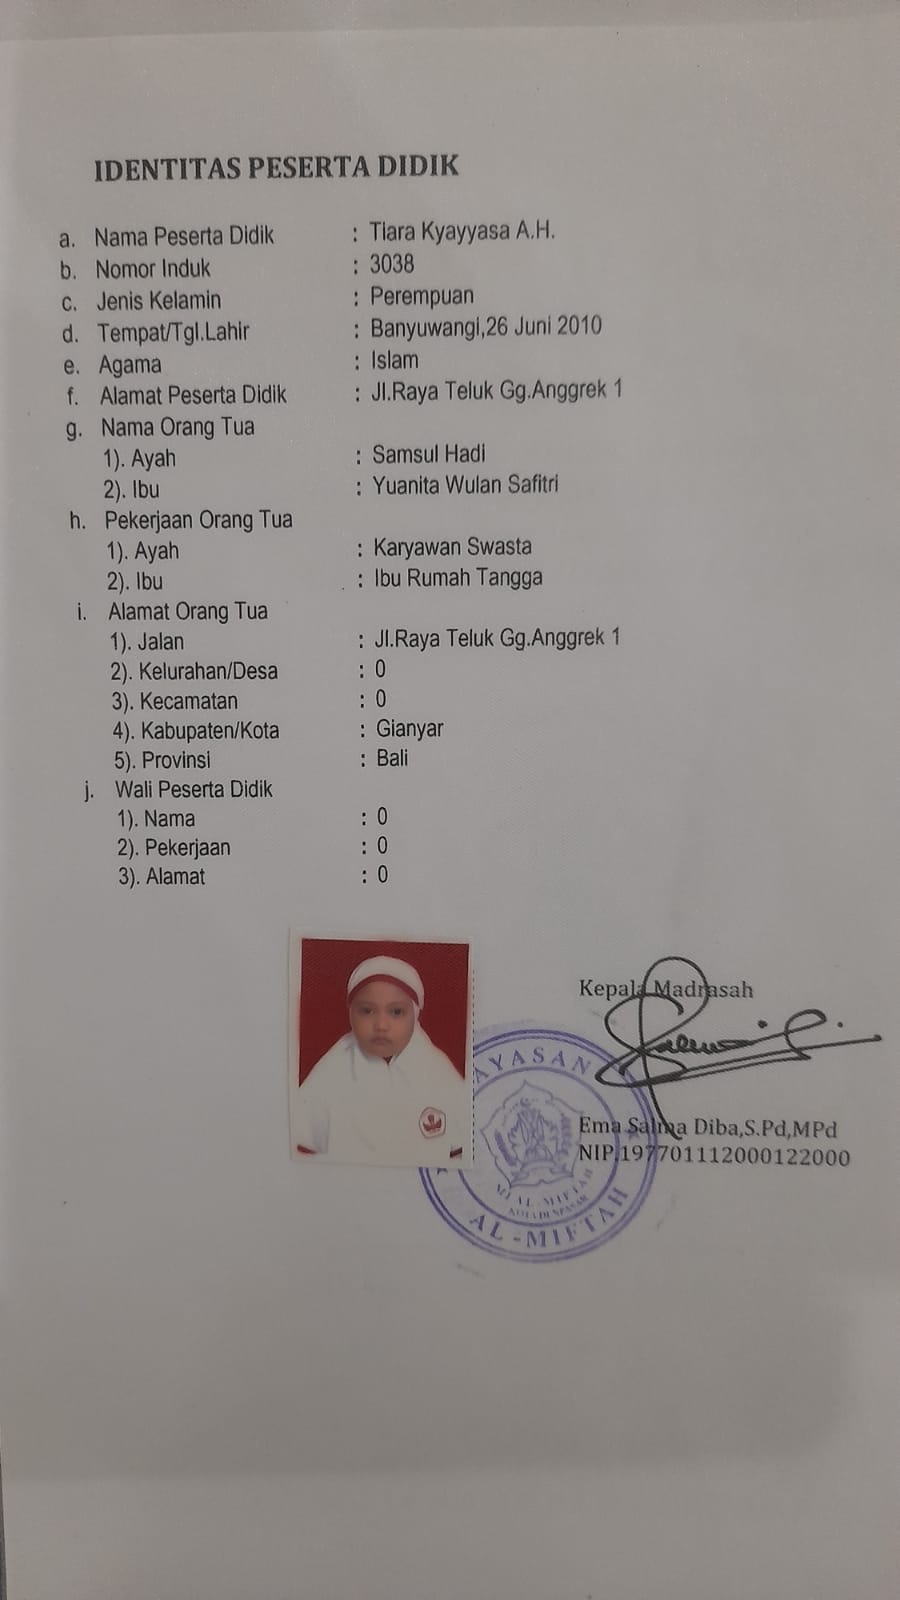 IDENTITAS PESERTA DIDIK
a. Nama Peserta Didik : Tiara Kyayyasa A.H.
b. Nomor Induk : 3038
c. Jenis Kelamin : Perempuan
d. Tempat/Tgl.Lahir : Banyuwangi,26 Juni 2010
e. Agama : Islam
f. Alamat Peserta Didik : Jl.Raya Teluk Gg.Anggrek 1
g. Nama Orang Tua
1). Ayah : Samsul Hadi
2). Ibu : Yuanita Wulan Safitri
h. Pekerjaan Orang Tua
1). Ayah : Karyawan Swasta
2). Ibu : Ibu Rumah Tangga
i. Alamat Orang Tua
1). Jalan : Jl.Raya Teluk Gg.Anggrek 1
2). Kelurahan/Desa : 0
3). Kecamatan : 0
4). Kabupaten/Kota : Gianyar
5). Provinsi : Bali
j. Wali Peserta Didik
1). Nama : 0
2). Pekerjaan : 0
3). Alamat : 0
Kepala Madrasah
YAYASAN
Ema Salma Diba,S.Pd,MPd
NIP.197701112000122000
MI AL-MIFTAH
KOTA DENPASAR
AL-MIFTAH